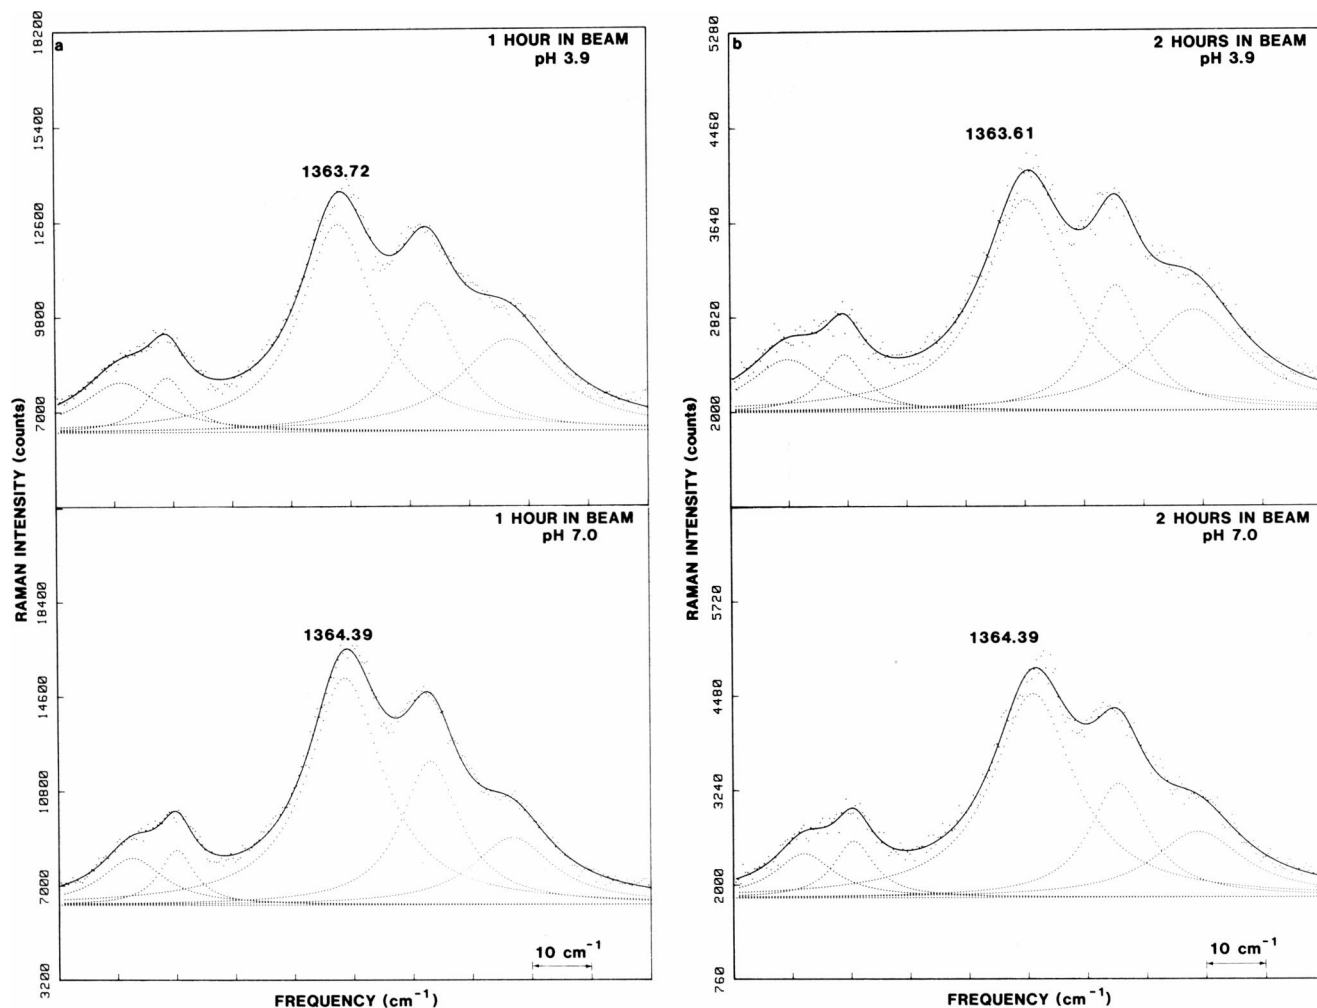 a
1 HOUR IN BEAM
pH 3.9
1363.72
18200
15400
12600
9800
7000
b
2 HOURS IN BEAM
pH 3.9
1363.61
5280
4460
3640
2820
2000
RAMAN INTENSITY (counts)
RAMAN INTENSITY (counts)
1 HOUR IN BEAM
pH 7.0
1364.39
18400
14600
10800
7000
3200
10 cm⁻¹
FREQUENCY (cm⁻¹)
2 HOURS IN BEAM
pH 7.0
1364.39
5720
4480
3240
2000
760
10 cm⁻¹
FREQUENCY (cm⁻¹)